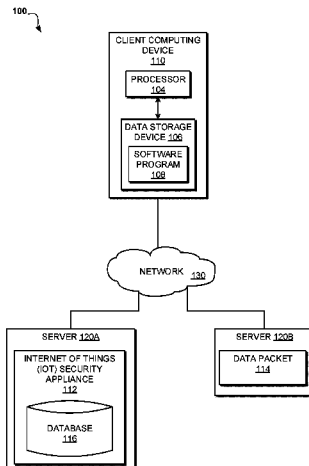 100
CLIENT COMPUTING
DEVICE
110
PROCESSOR
104
DATA STORAGE
DEVICE 106
SOFTWARE
PROGRAM
108
NETWORK 130
SERVER 120A
INTERNET OF THINGS
(IOT) SECURITY
APPLIANCE
112
DATABASE
116
SERVER 120B
DATA PACKET
114